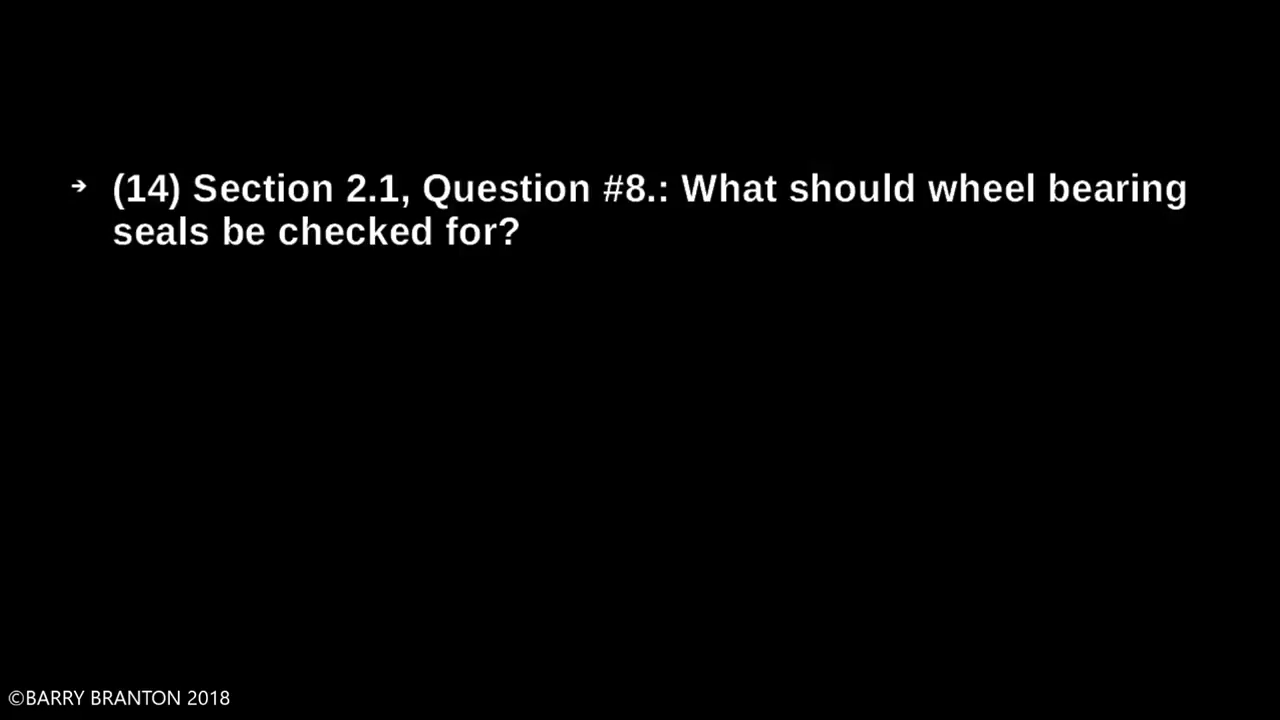 ➔ (14) Section 2.1, Question #8.: What should wheel bearing
seals be checked for?
©BARRY BRANTON 2018